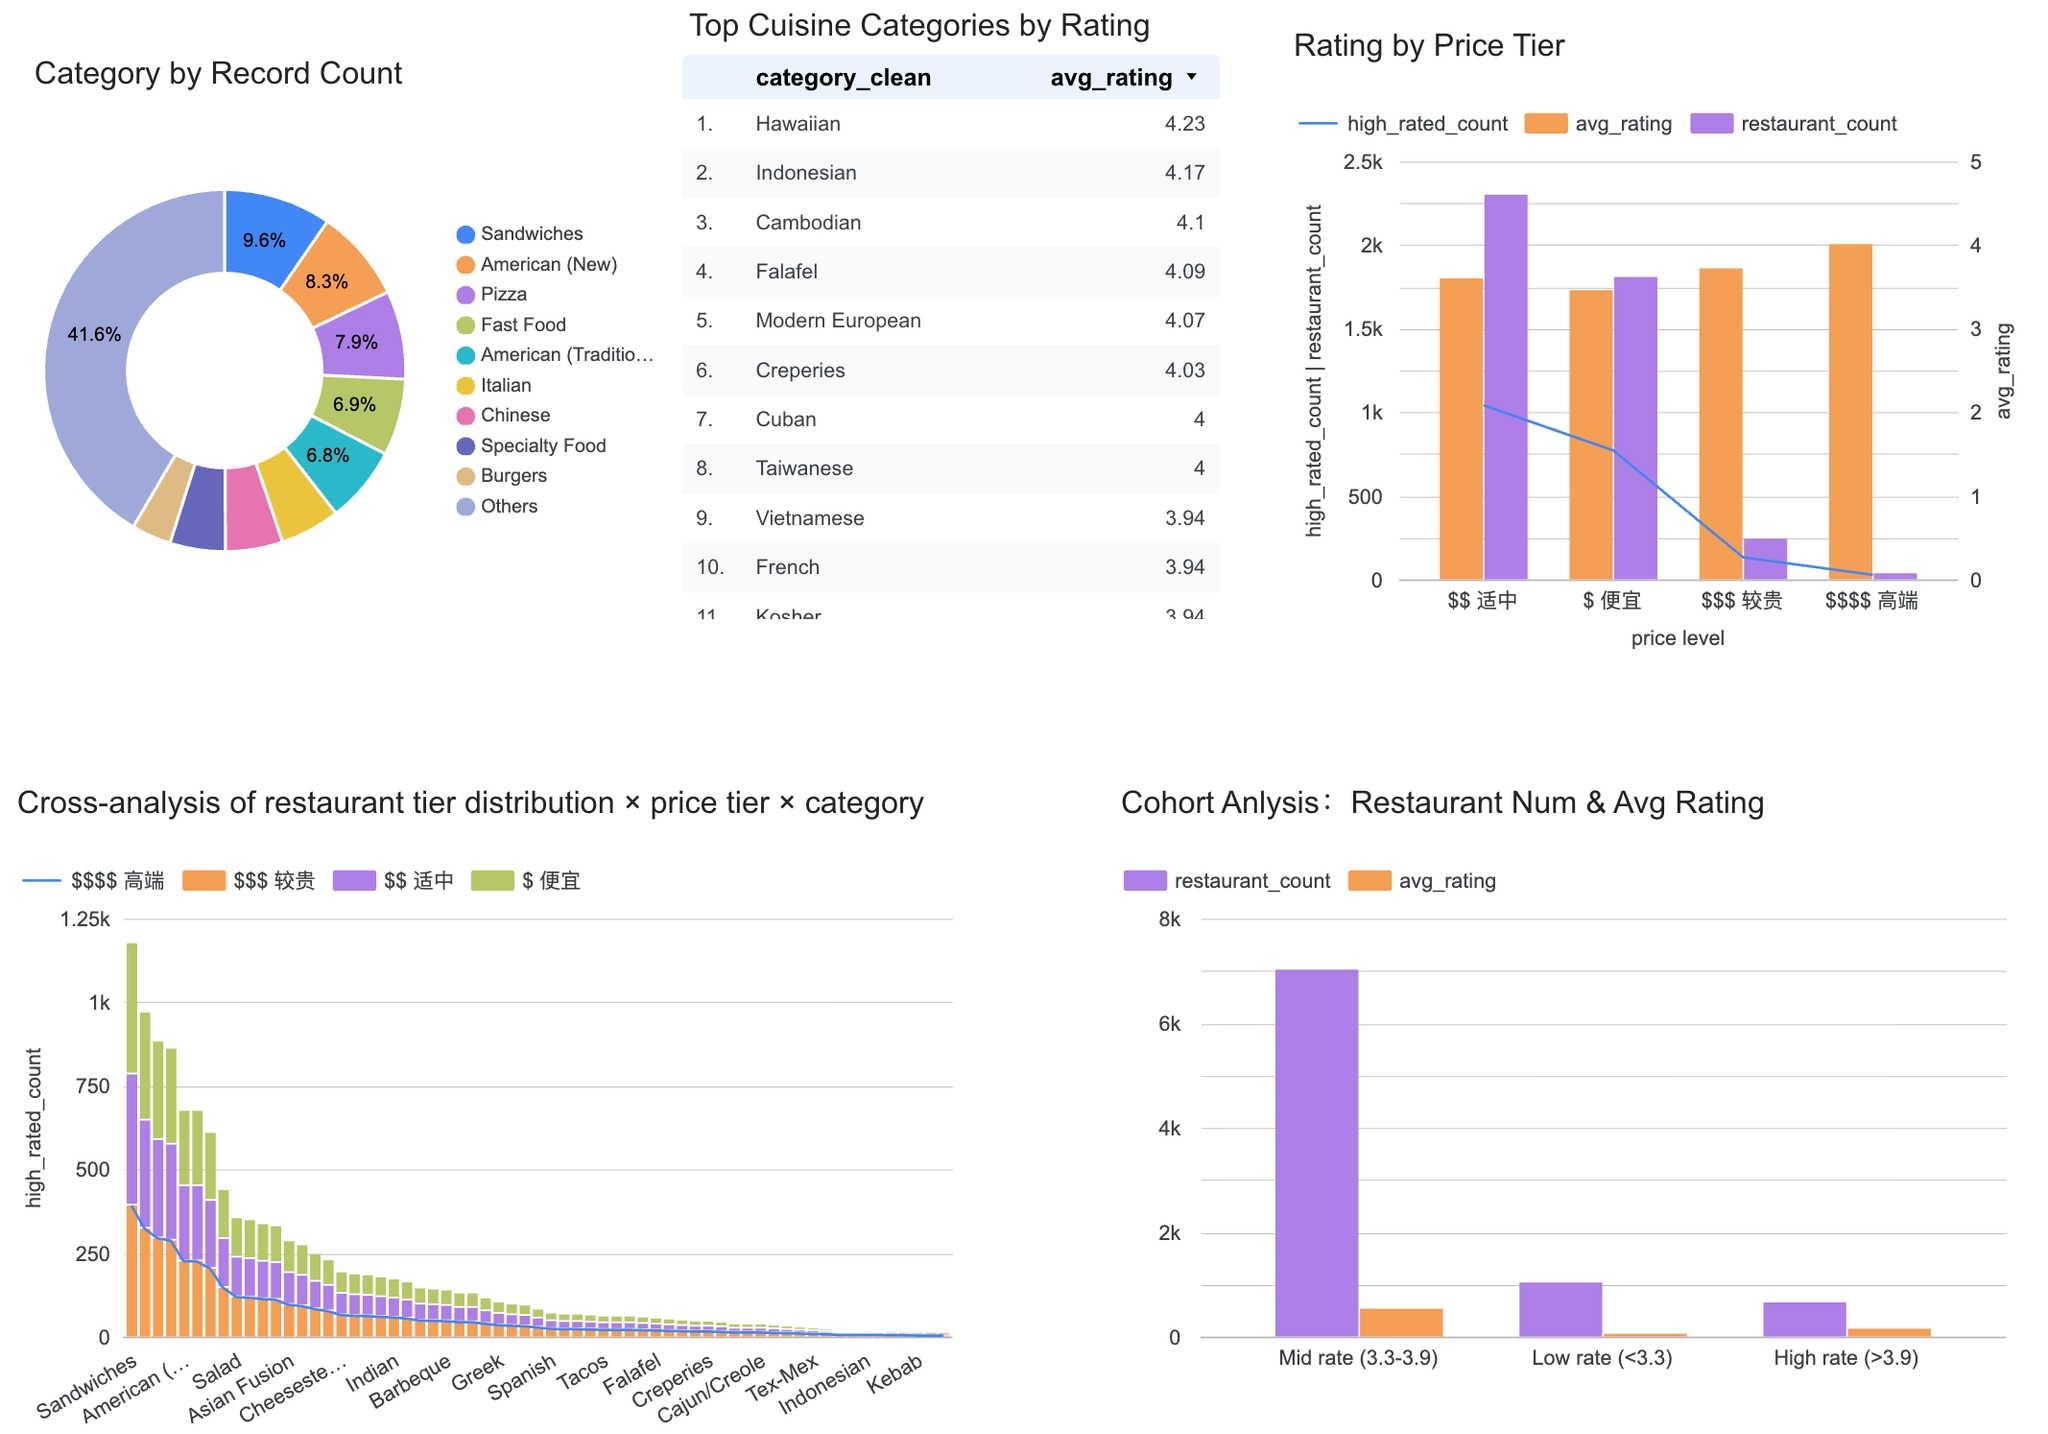 Category by Record Count
9.6%
8.3%
7.9%
6.9%
6.8%
41.6%
Sandwiches
American (New)
Pizza
Fast Food
American (Traditio…
Italian
Chinese
Specialty Food
Burgers
Others
Top Cuisine Categories by Rating
category_clean avg_rating
1. Hawaiian 4.23
2. Indonesian 4.17
3. Cambodian 4.1
4. Falafel 4.09
5. Modern European 4.07
6. Creperies 4.03
7. Cuban 4
8. Taiwanese 4
9. Vietnamese 3.94
10. French 3.94
11. Kosher 3.94
Rating by Price Tier
high_rated_count avg_rating restaurant_count
2.5k 5
2k 4
1.5k 3
1k 2
500 1
0 0
high_rated_count | restaurant_count
avg_rating
$$ 适中 $ 便宜 $$$ 较贵 $$$$ 高端
price level
Cross-analysis of restaurant tier distribution × price tier × category
$$$$ 高端 $$$ 较贵 $$ 适中 $ 便宜
1.25k
1k
750
500
250
0
high_rated_count
Sandwiches
American (…
Salad
Asian Fusion
Cheeseste…
Indian
Barbeque
Greek
Spanish
Tacos
Falafel
Creperies
Cajun/Creole
Tex-Mex
Indonesian
Kebab
Cohort Anlysis：Restaurant Num & Avg Rating
restaurant_count avg_rating
8k
6k
4k
2k
0
Mid rate (3.3-3.9) Low rate (<3.3) High rate (>3.9)